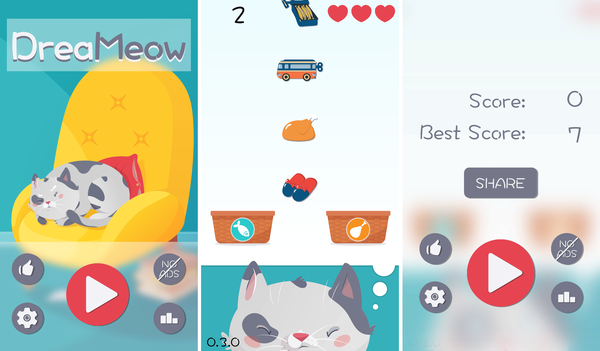 DreaMeow
NO
ADS
2
0.3.0
Score: 0
Best Score: 7
SHARE
NO
ADS